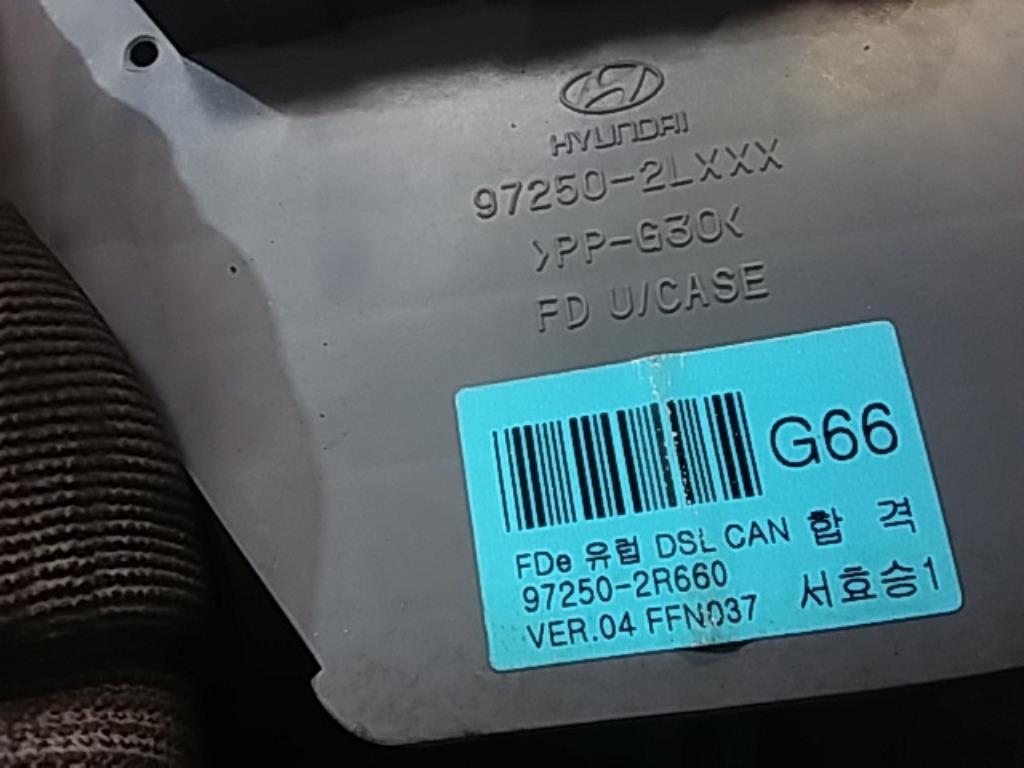 HYUNDAI
97250-2LXXX
>PP-G30<
FD U/CASE
G66
FDe 유럽 DSL CAN 합 격
97250-2R660
서효승1
VER.04 FFN037